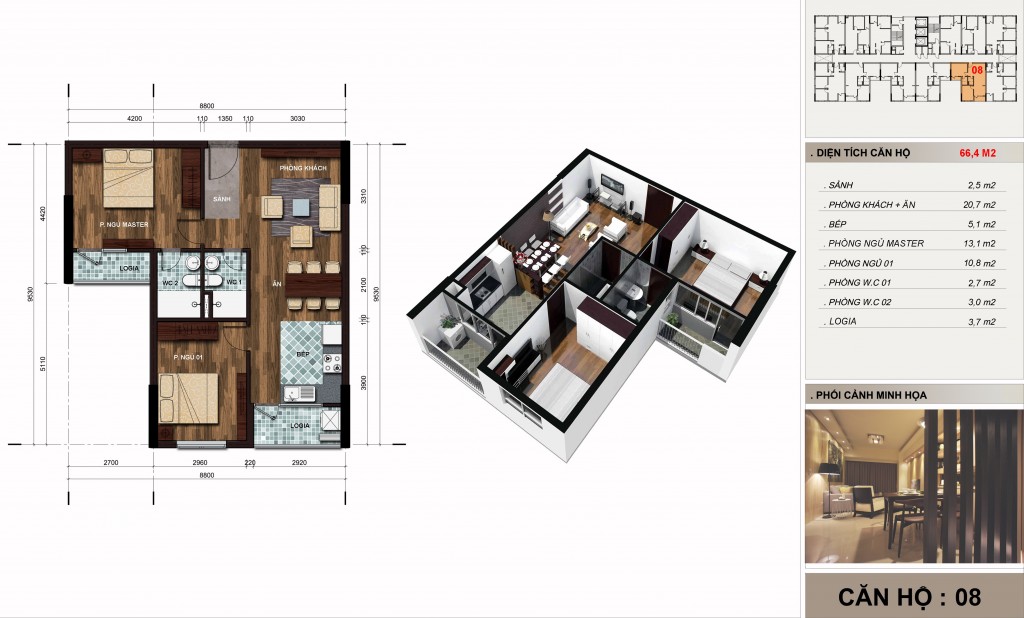 8800
4200 110 1350 110 3030
PHÒNG KHÁCH
SẢNH
P. NGỦ MASTER
LOGIA
WC 2
WC 1
ĂN
P. NGỦ 01
BẾP
LOGIA
9530
4420
5110
3310
110
2100
110
3900
9530
2700 2960 220 2920
8800
08
. DIỆN TÍCH CĂN HỘ 66,4 M2
. SẢNH 2,5 m2
. PHÒNG KHÁCH + ĂN 20,7 m2
. BẾP 5,1 m2
. PHÒNG NGỦ MASTER 13,1 m2
. PHÒNG NGỦ 01 10,8 m2
. PHÒNG W.C 01 2,7 m2
. PHÒNG W.C 02 3,0 m2
. LOGIA 3,7 m2
. PHỐI CẢNH MINH HỌA
CĂN HỘ : 08